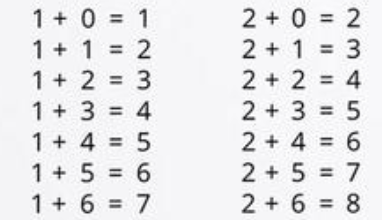 1 + 0 = 1    2 + 0 = 2
1 + 1 = 2    2 + 1 = 3
1 + 2 = 3    2 + 2 = 4
1 + 3 = 4    2 + 3 = 5
1 + 4 = 5    2 + 4 = 6
1 + 5 = 6    2 + 5 = 7
1 + 6 = 7    2 + 6 = 8